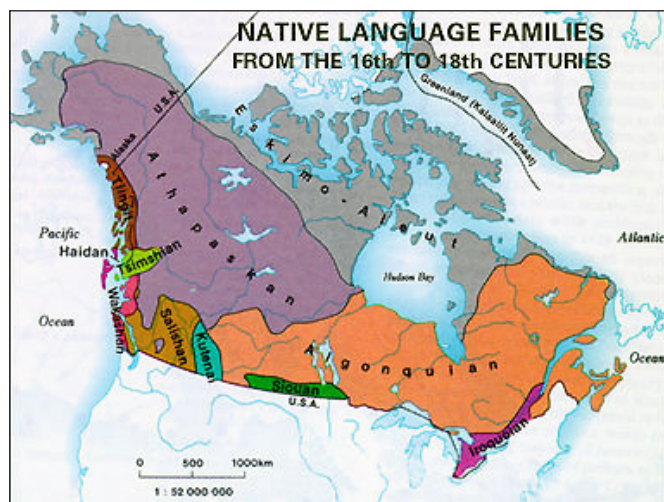 NATIVE LANGUAGE FAMILIES
FROM THE 16th TO 18th CENTURIES
U.S.A.
Greenland (Kalaallit Nunaat)
Eskimo-Aleut
Alaska
Athapaskan
Tlingit
Pacific
Atlantic
Haidan
Tsimshian
Hudson Bay
Wakashan
Ocean
Salishan
Kutenai
Algonquian
Ocean
Siouan
U.S.A.
Iroquoian
0 500 1000km
1 : 52 000 000